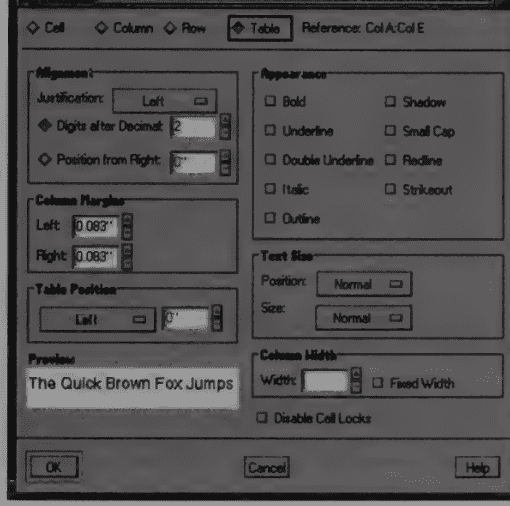 Cell Column Row Table Reference: Col A:Col E
Alignment
Justification: Left
Digits after Decimal: 2
Position from Right: 0"
Column Margins
Left: 0.083"
Right: 0.083"
Table Position
Left 0"
Preview
The Quick Brown Fox Jumps
Appearance
Bold Shadow
Underline Small Cap
Double Underline Redline
Italic Strikeout
Outline
Text Size
Position: Normal
Size: Normal
Column Width
Width: Fixed Width
Disable Cell Locks
OK Cancel Help